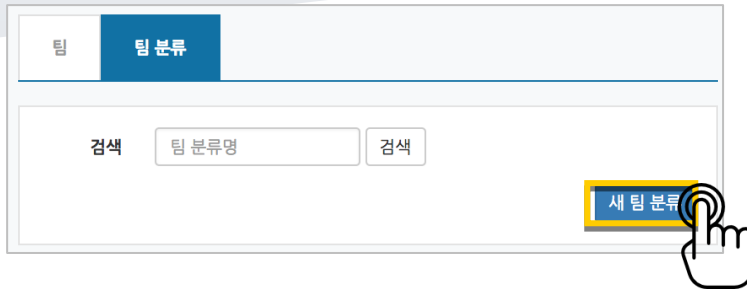 팀 팀 분류
검색 팀 분류명 검색
새 팀 분류